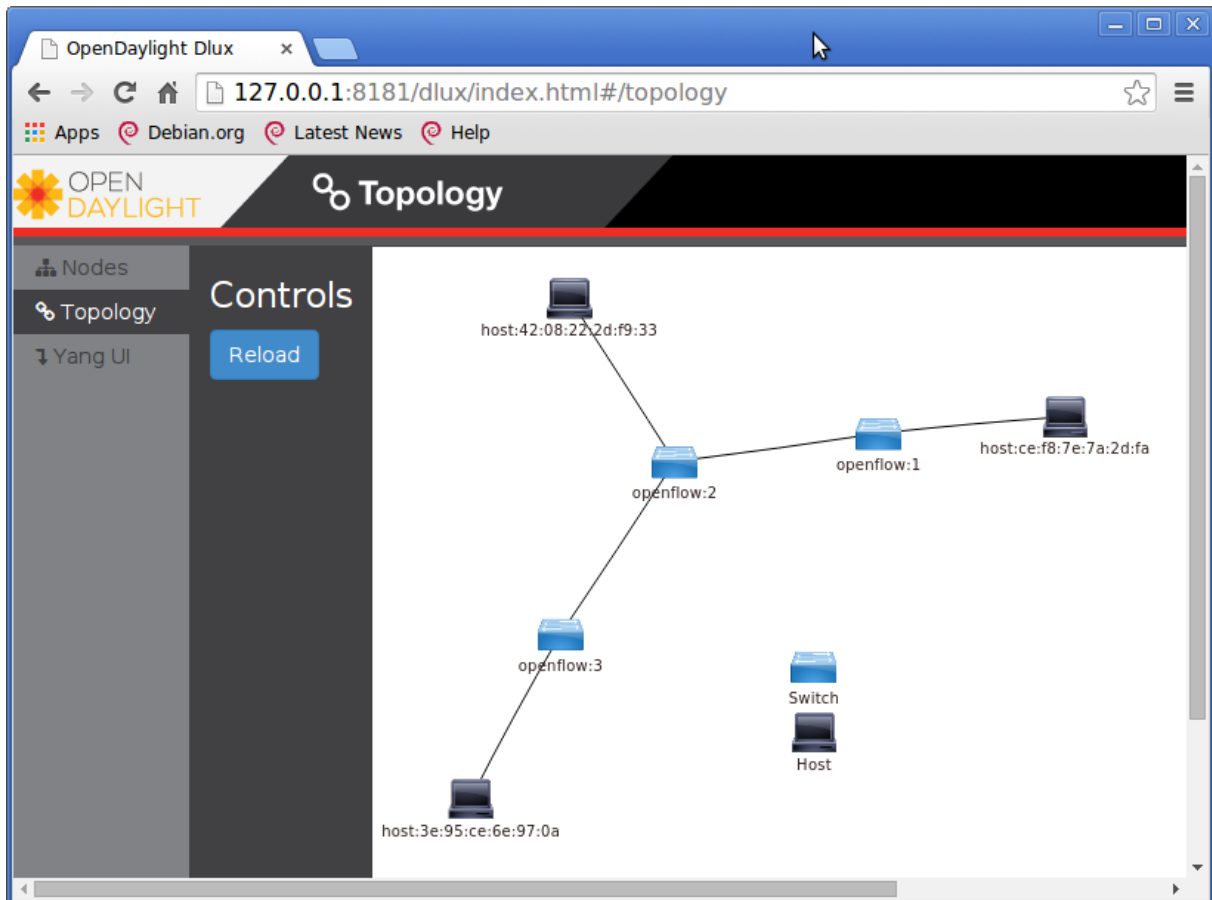 OpenDaylight Dlux
127.0.0.1:8181/dlux/index.html#/topology
Apps Debian.org Latest News Help
OPEN
DAYLIGHT
Topology
Nodes
Topology
Yang UI
Controls
Reload
host:42:08:22:2d:f9:33
host:ce:f8:7e:7a:2d:fa
openflow:1
openflow:2
openflow:3
Switch
Host
host:3e:95:ce:6e:97:0a